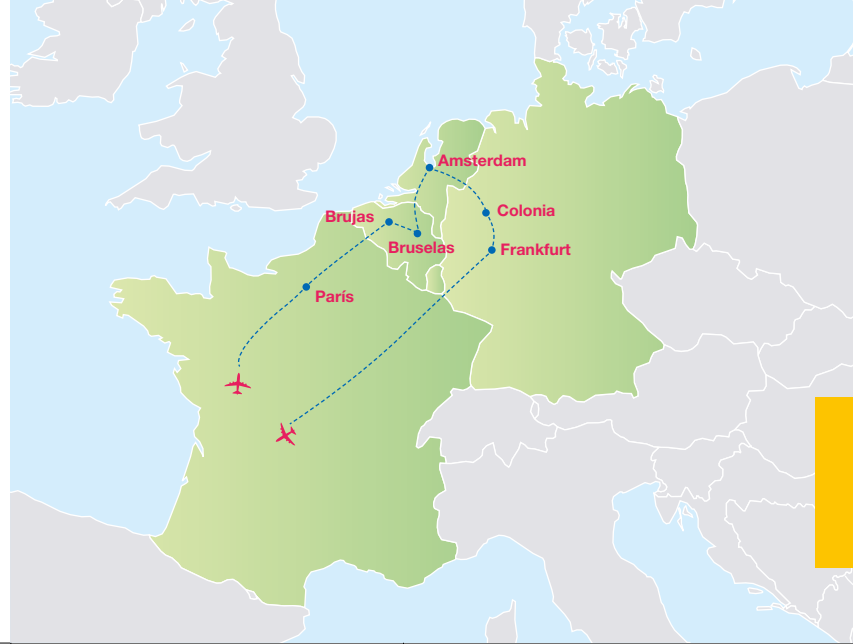 Amsterdam
Colonia
Brujas
Bruselas
Frankfurt
París